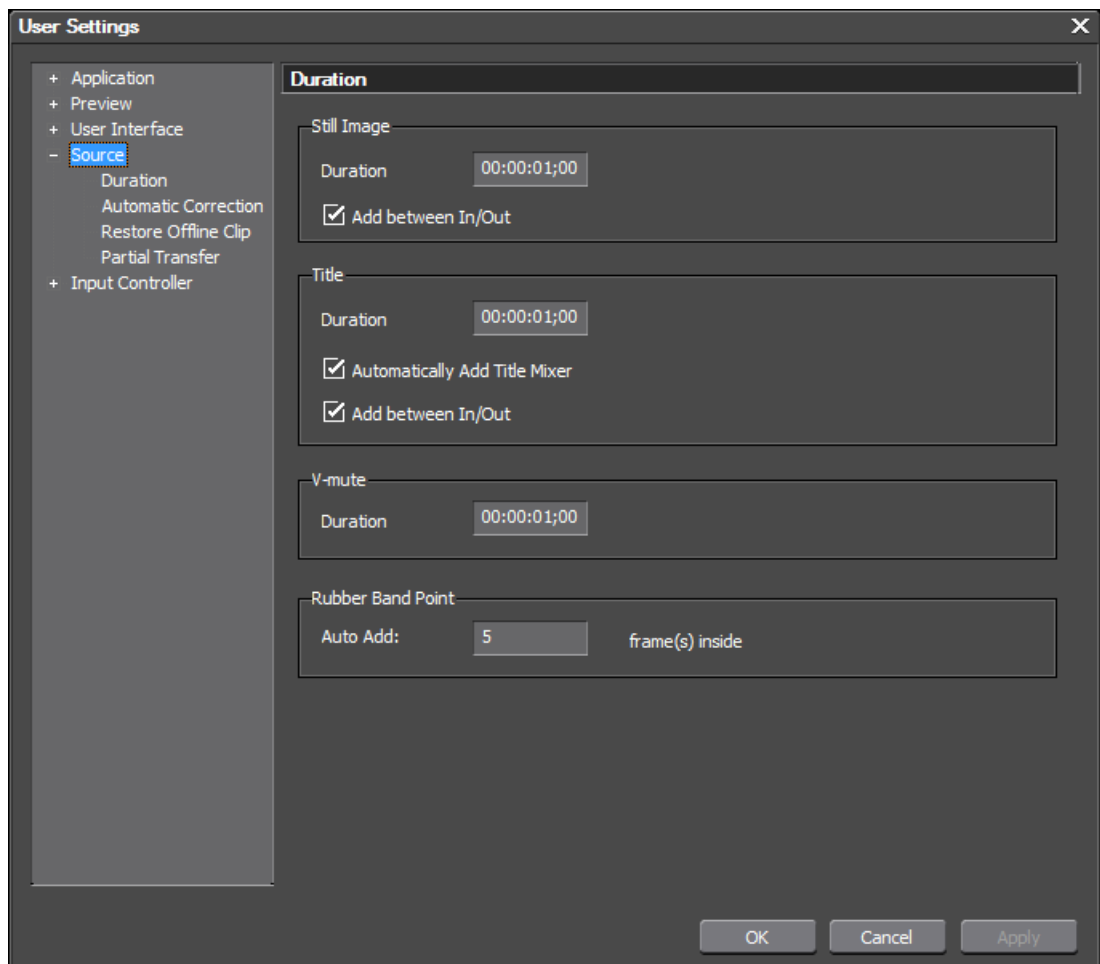 User Settings
+ Application
+ Preview
+ User Interface
− Source
Duration
Automatic Correction
Restore Offline Clip
Partial Transfer
+ Input Controller
Duration
Still Image
Duration 00:00:01;00
Add between In/Out
Title
Duration 00:00:01;00
Automatically Add Title Mixer
Add between In/Out
V-mute
Duration 00:00:01;00
Rubber Band Point
Auto Add: 5 frame(s) inside
OK Cancel Apply